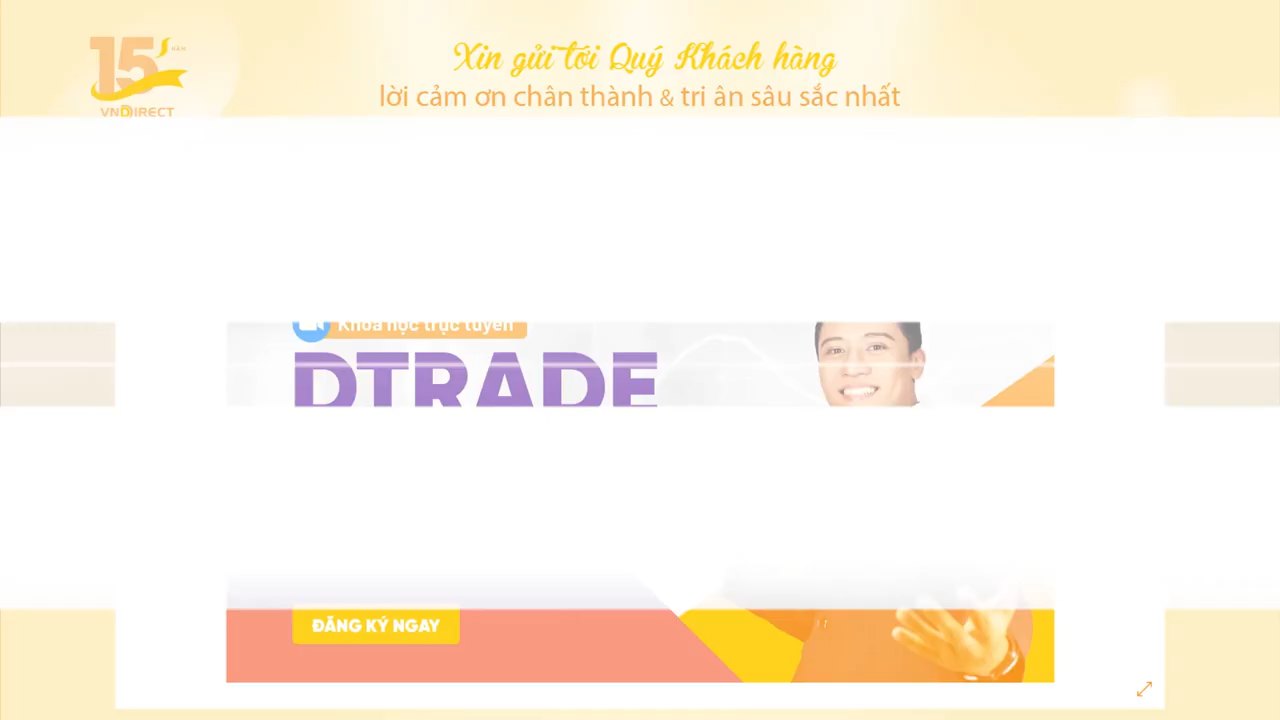 15
NĂM
VNDIRECT
Xin gửi tới Quý Khách hàng
lời cảm ơn chân thành & tri ân sâu sắc nhất
Khóa học trực tuyến
DTRADE
ĐĂNG KÝ NGAY